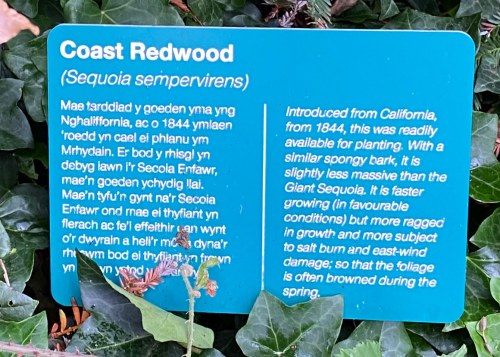 Coast Redwood
(Sequoia sempervirens)
Mae tarddiad y goeden yma yng
Nghaliffornia, ac o 1844 ymlaen
'roedd yn cael ei phlanu ym
Mhrydain. Er bod y rhisgl yn
debyg iawn i'r Secoia Enfawr,
mae'n goeden ychydig llai.
Mae'n tyfu'n gynt na'r Secoia
Enfawr ond mae ei thyfiant yn
flerach ac fe'i effeithir gan wynt
o'r dwyrain a heli'r môr, dyna'r
rheswm bod ei thyfiant yn frown
yn ystod
Introduced from California,
from 1844, this was readily
available for planting. With a
similar spongy bark, it is
slightly less massive than the
Giant Sequoia. It is faster
growing (in favourable
conditions) but more ragged
in growth and more subject
to salt burn and east-wind
damage; so that the foliage
is often browned during the
spring.